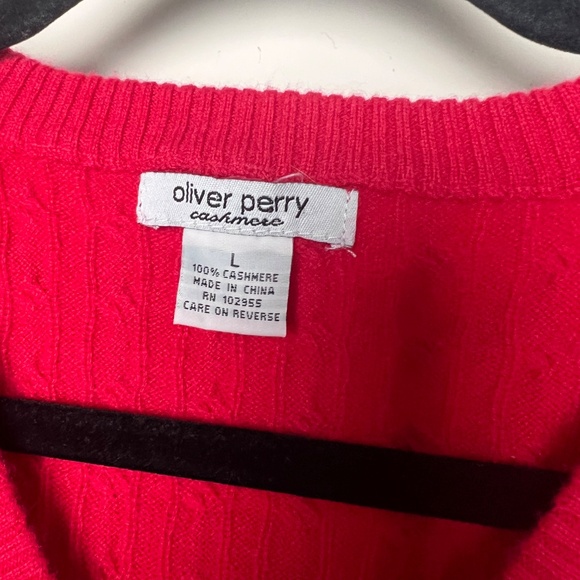 oliver perry
cashmere
L
100% CASHMERE
MADE IN CHINA
RN 102955
CARE ON REVERSE